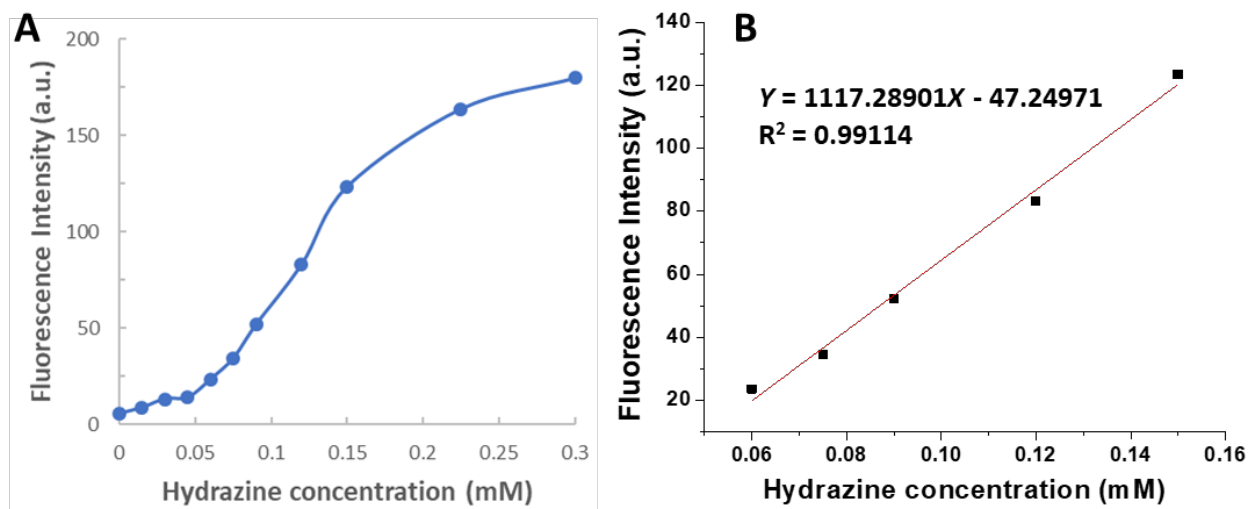 A
200
150
100
50
0
0 0.05 0.1 0.15 0.2 0.25 0.3
Fluorescence Intensity (a.u.)
Hydrazine concentration (mM)
B
140
120
100
80
60
40
20
0.06 0.08 0.10 0.12 0.14 0.16
Fluorescence Intensity (a.u.)
Hydrazine concentration (mM)
Y = 1117.28901X - 47.24971
R² = 0.99114